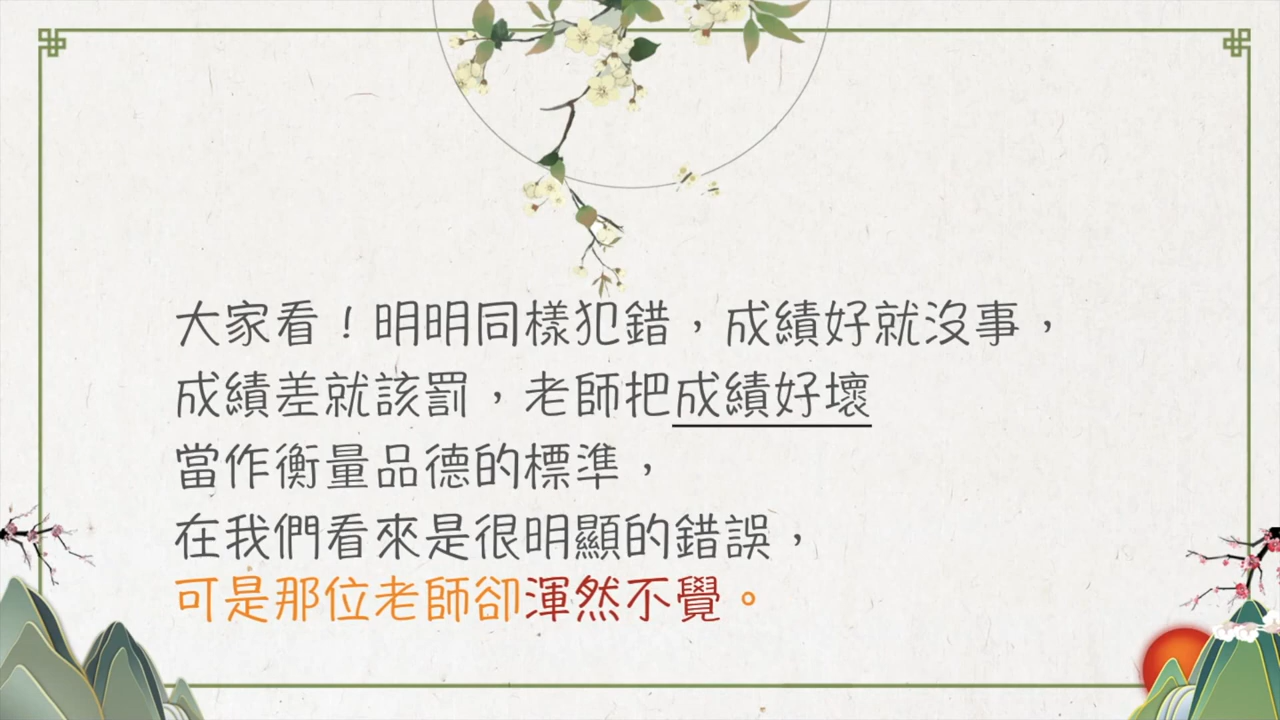 大家看！明明同樣犯錯，成績好就沒事，
成績差就該罰，老師把成績好壞
當作衡量品德的標準，
在我們看來是很明顯的錯誤，
可是那位老師卻渾然不覺。